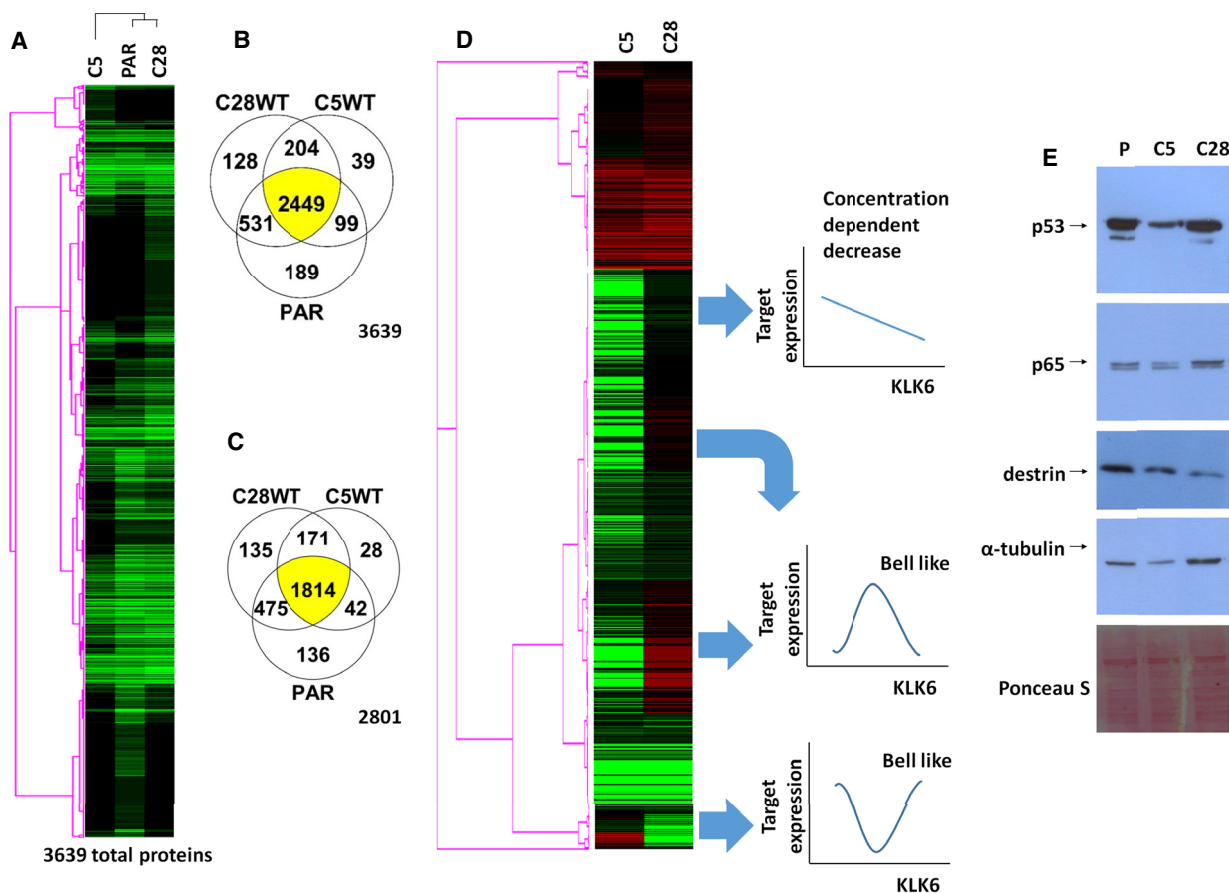 A
C5
PAR
C28
3639 total proteins
B
C28WT
C5WT
128
204
39
2449
531
99
189
PAR
3639
C
C28WT
C5WT
135
171
28
1814
475
42
136
PAR
2801
D
C5
C28
Concentration
dependent
decrease
Target
expression
KLK6
Bell like
Target
expression
KLK6
Bell like
Target
expression
KLK6
E
P
C5
C28
p53
p65
destrin
α-tubulin
Ponceau S